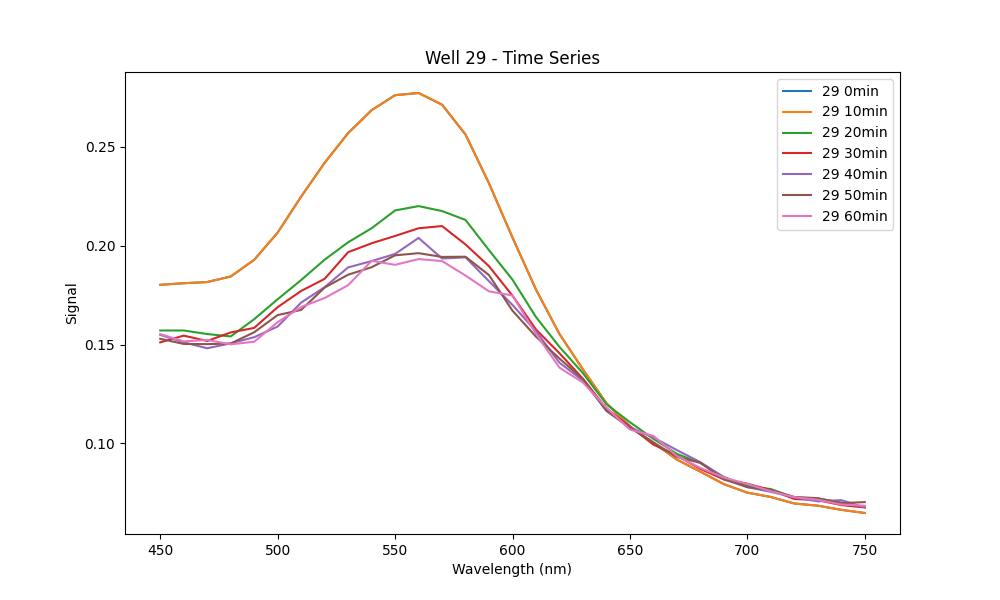 Well 29 - Time Series
29 0min
29 10min
29 20min
29 30min
29 40min
29 50min
29 60min
Signal
0.25
0.20
0.15
0.10
450 500 550 600 650 700 750
Wavelength (nm)